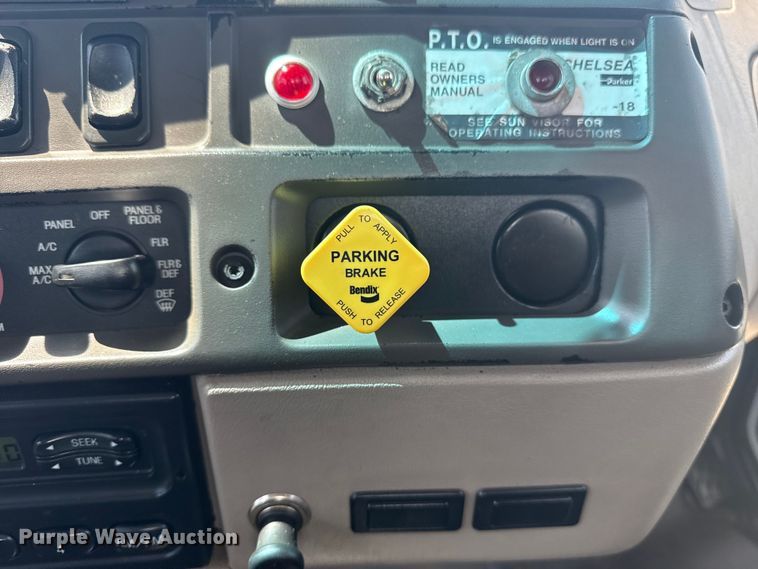 P.T.O. IS ENGAGED WHEN LIGHT IS ON
READ
OWNERS
MANUAL
CHELSEA
Parker
-18
SEE SUN VISOR FOR
OPERATING INSTRUCTIONS
PULL TO APPLY
PARKING
BRAKE
Bendix
PUSH TO RELEASE
OFF
PANEL
PANEL &
FLOOR
A/C
FLR
MAX
A/C
FLR &
DEF
DEF
SEEK
TUNE
Purple Wave Auction